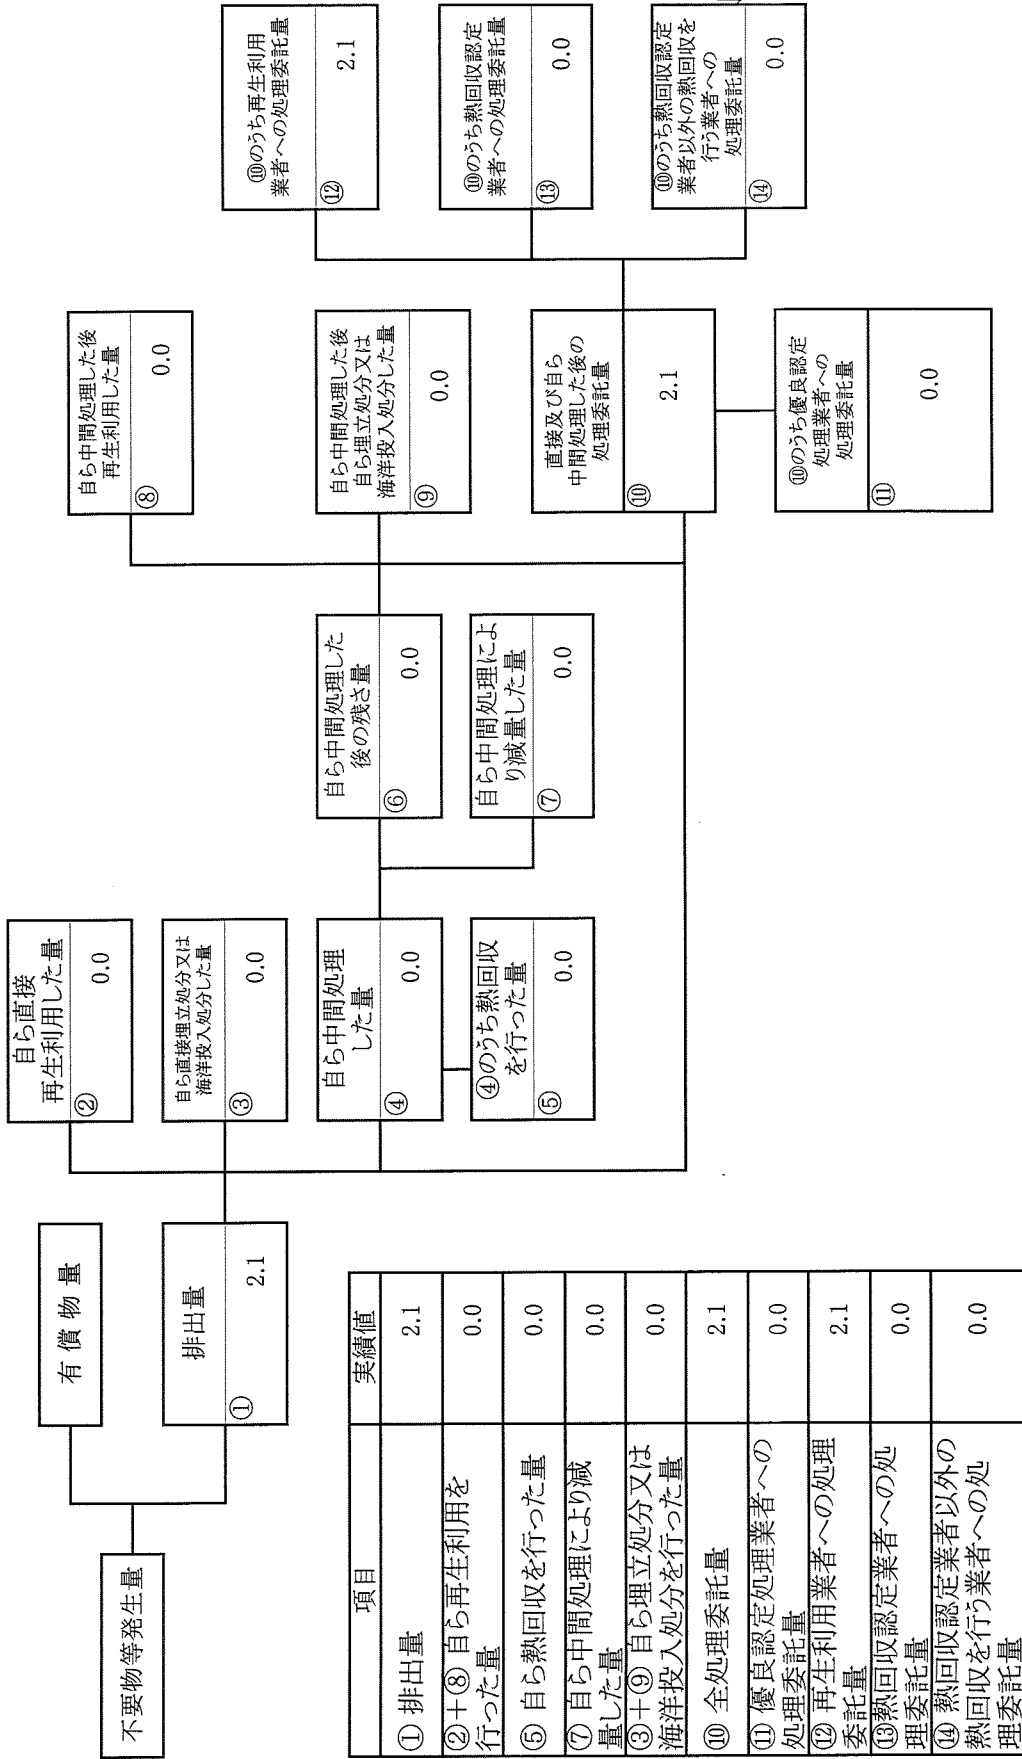 不要物等発生量
有 償 物 量
排出量
① 2.1
自ら直接
再生利用した量
② 0.0
自ら直接埋立処分又は
海洋投入処分した量
③ 0.0
自ら中間処理
した量
④ 0.0
④のうち熱回収
を行った量
⑤ 0.0
自ら中間処理した
後の残さ量
⑥ 0.0
自ら中間処理によ
り減量した量
⑦ 0.0
自ら中間処理した後
再生利用した量
⑧ 0.0
自ら中間処理した後
自ら埋立処分又は
海洋投入処分した量
⑨ 0.0
直接及び自ら
中間処理した後の
処理委託量
⑩ 2.1
⑩のうち優良認定
処理業者への
処理委託量
⑪ 0.0
⑩のうち再生利用
業者への処理委託量
⑫ 2.1
⑩のうち熱回収認定
業者への処理委託量
⑬ 0.0
⑩のうち熱回収認定
業者以外の熱回収を
行う業者への
処理委託量
⑭ 0.0
項目 実績値
① 排出量 2.1
②+⑧ 自ら再生利用を
行った量 0.0
⑤ 自ら熱回収を行った量 0.0
⑦ 自ら中間処理により減
量した量 0.0
③+⑨ 自ら埋立処分又は
海洋投入処分を行った量 0.0
⑩ 全処理委託量 2.1
⑪ 優良認定処理業者への
処理委託量 0.0
⑫ 再生利用業者への処理
委託量 2.1
⑬熱回収認定業者への処
理委託量 0.0
⑭ 熱回収認定業者以外の
熱回収を行う業者への処
理委託量 0.0